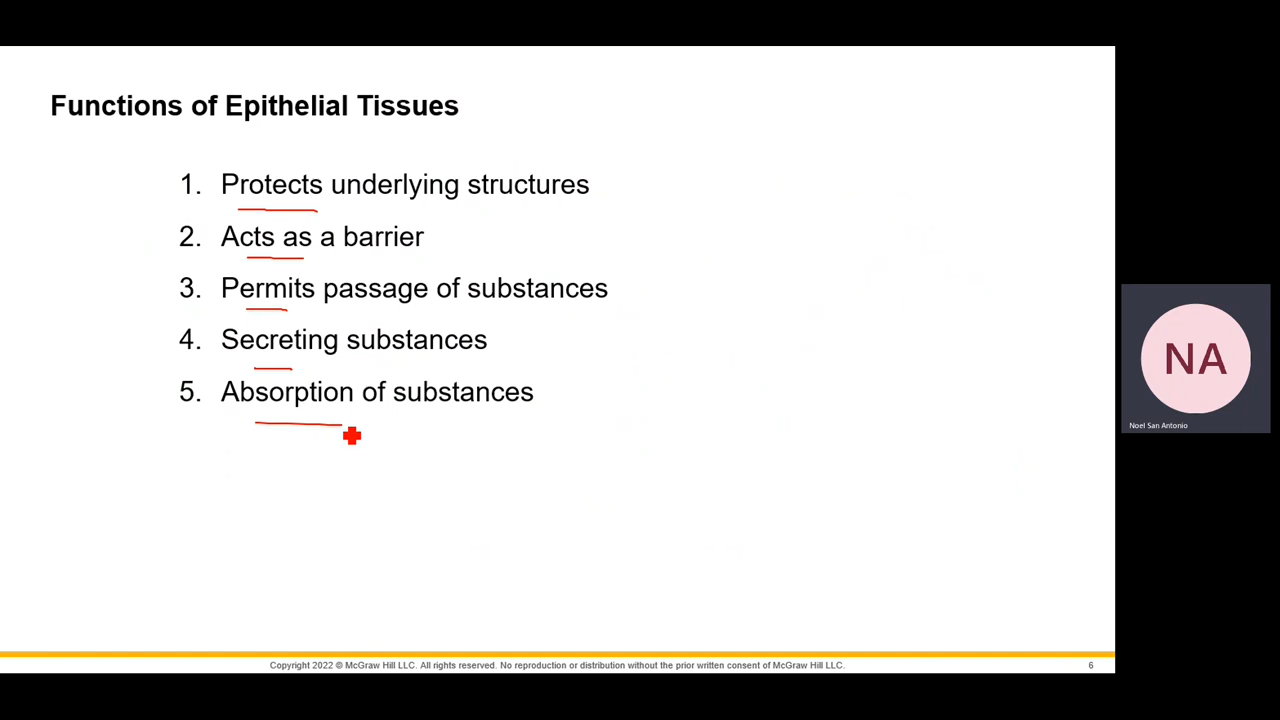 Functions of Epithelial Tissues
1. Protects underlying structures
2. Acts as a barrier
3. Permits passage of substances
4. Secreting substances
5. Absorption of substances
NA
Noel San Antonio
Copyright 2022 © McGraw Hill LLC. All rights reserved. No reproduction or distribution without the prior written consent of McGraw Hill LLC.
6